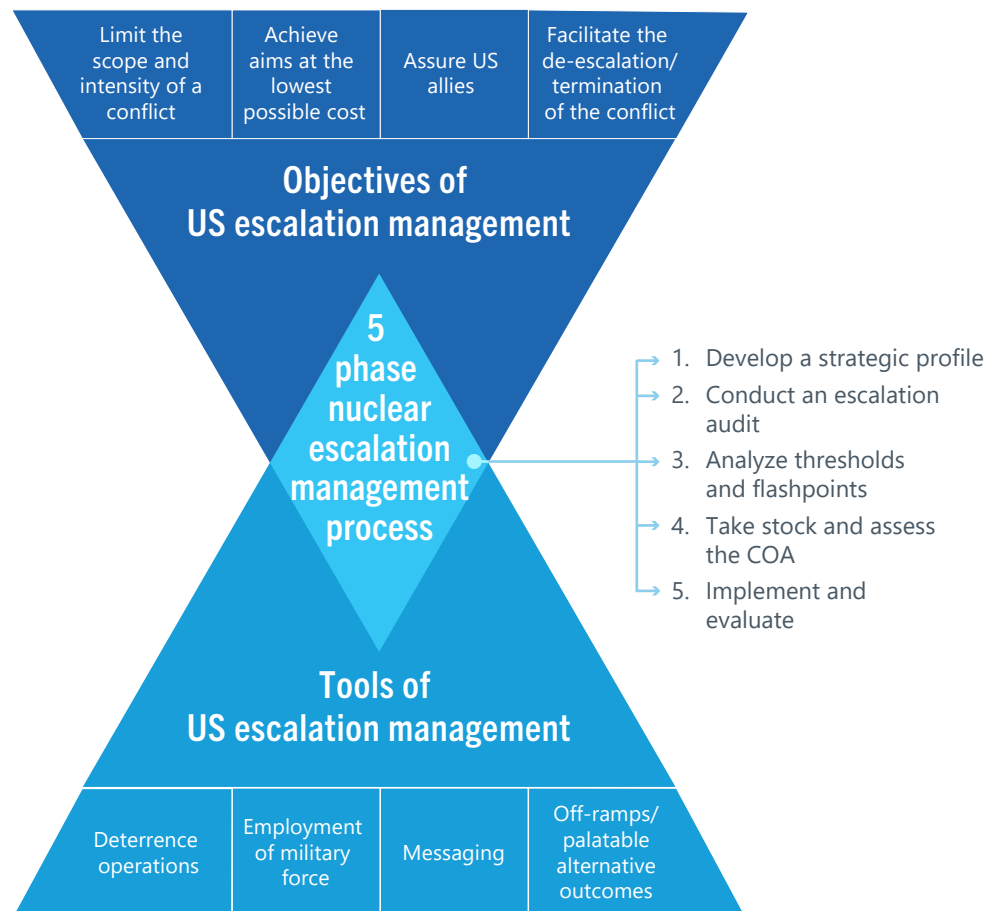 Limit the
scope and
intensity of a
conflict
Achieve
aims at the
lowest
possible cost
Assure US
allies
Facilitate the
de-escalation/
termination
of the conflict
Objectives of
US escalation management
5
phase
nuclear
escalation
management
process
1. Develop a strategic profile
2. Conduct an escalation
audit
3. Analyze thresholds
and flashpoints
4. Take stock and assess
the COA
5. Implement and
evaluate
Tools of
US escalation management
Deterrence
operations
Employment
of military
force
Messaging
Off-ramps/
palatable
alternative
outcomes